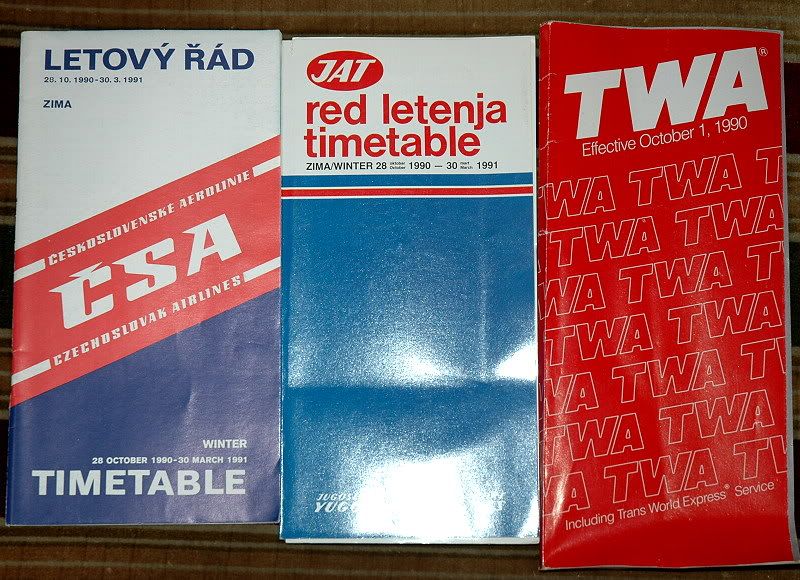 LETOVÝ ŘÁD
28. 10. 1990-30. 3. 1991
ZIMA
ČESKOSLOVENSKÉ AEROLINIE
ČSA
CZECHOSLOVAK AIRLINES
WINTER
28 OCTOBER 1990-30 MARCH 1991
TIMETABLE
JAT
red letenja
timetable
ZIMA/WINTER 28 oktobar October 1990 — 30 mart March 1991
TWA®
Effective October 1, 1990
TWA TWA TWA
TWA TWA
TWA TWA TWA
TWA TWA
TWA TWA TWA
TWA TWA
TWA TWA TWA
TWA TWA
Including Trans World Express® Service